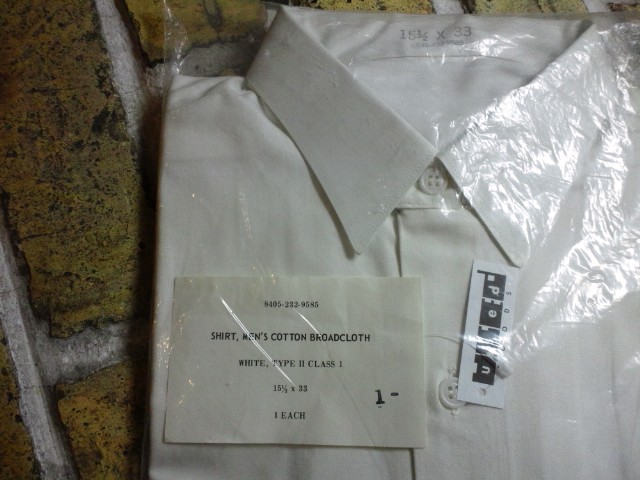 15½ x 33
8405-232-9585
SHIRT, MEN'S COTTON BROADCLOTH
WHITE, TYPE II CLASS 1
15½ x 33
1 EACH
1-